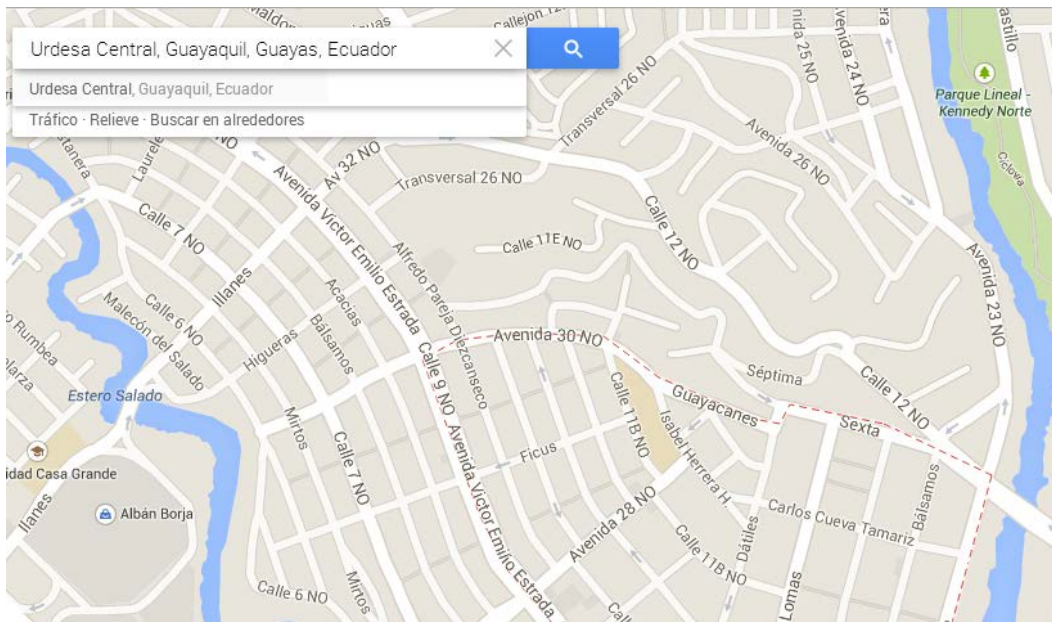 Urdesa Central, Guayaquil, Guayas, Ecuador
Urdesa Central, Guayaquil, Ecuador
Tráfico · Relieve · Buscar en alrededores
Callejon
Transversal 26 NO
Avenida 25 NO
Avenida 24 NO
Parque Lineal -
Kennedy Norte
Ciclovia
Avenida 26 NO
Av 32 NO
Transversal 26 NO
Avenida Victor Emilio Estrada
Calle 7 NO
Calle 12 NO
Calle 11E NO
Alfredo Pareja Diezcanseco
Illanes
Calle 6 NO
Malecón del Salado
Acacias
Bálsamos
Higueras
Avenida 23 NO
Avenida 30 NO
Calle 9 NO
Estero Salado
Séptima
Calle 12 NO
Guayacanes
Sexta
Mirtos
Calle 7 NO
Calle 11B NO
Isabel Herrera H
Ficus
Avenida Victor Emilio Estrada
idad Casa Grande
Illanes
Albán Borja
Avenida 28 NO
Carlos Cueva Tamariz
Bálsamos
Dátiles
Calle 11B NO
Lomas
Calle 6 NO
Mirtos